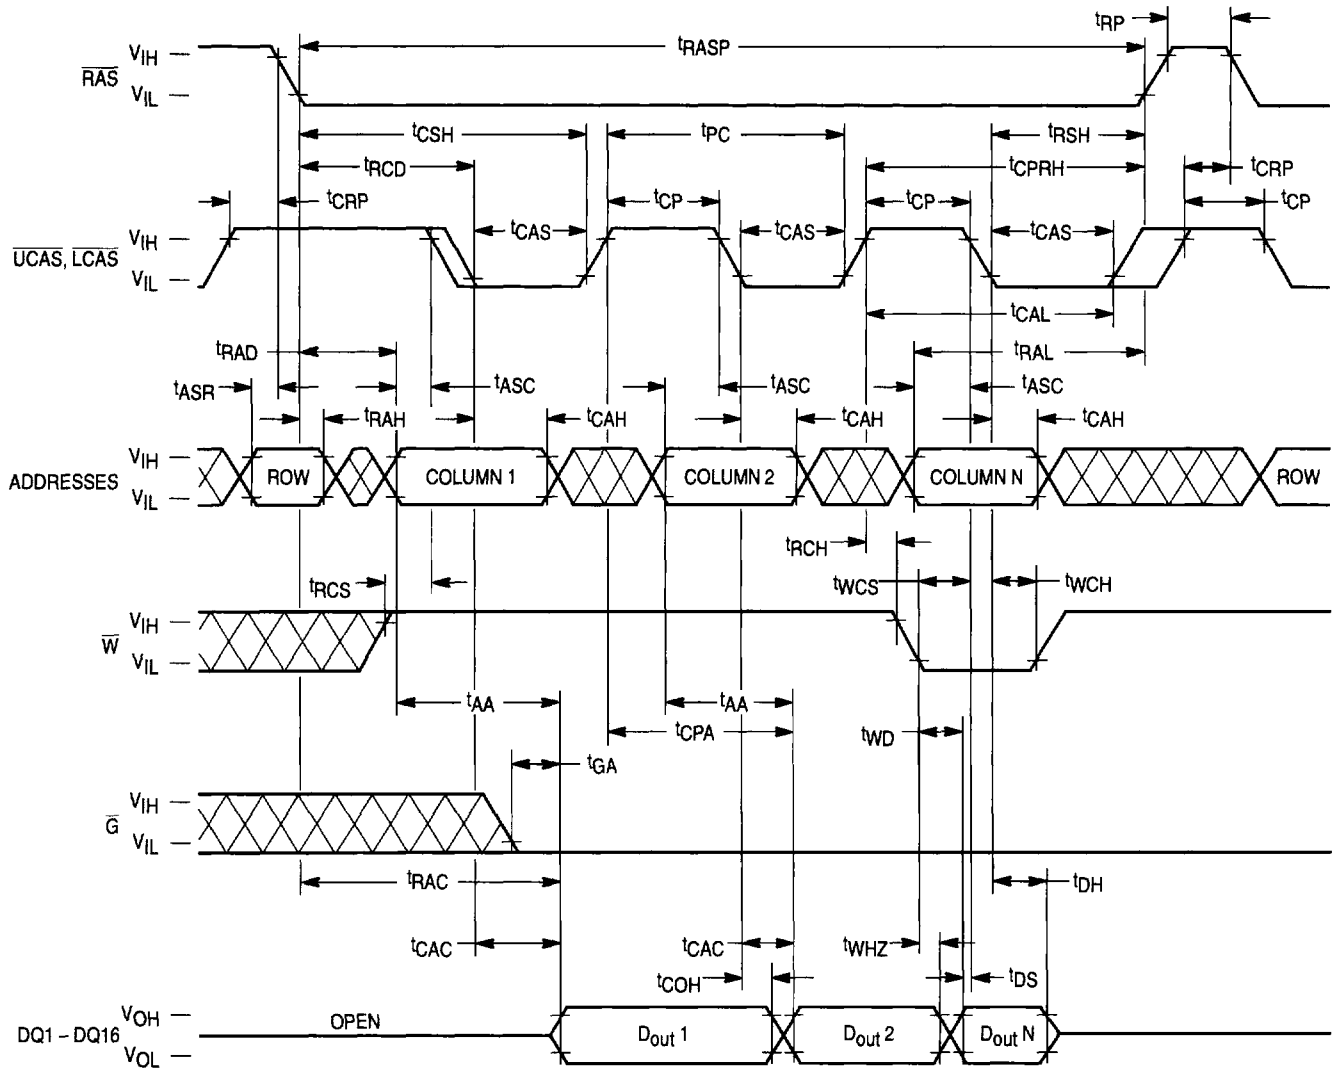 tRP
VIH
tRASP
RAS
VIL
tCSH
tPC
tRSH
tRCD
tCPRH
tCRP
tCRP
tCP
tCP
tCP
VIH
tCAS
tCAS
tCAS
UCAS, LCAS
VIL
tCAL
tRAD
tRAL
tASR
tASC
tASC
tASC
tRAH
tCAH
tCAH
tCAH
VIH
ADDRESSES
ROW
COLUMN 1
COLUMN 2
COLUMN N
ROW
VIL
tRCH
tRCS
tWCS
tWCH
VIH
W
VIL
tAA
tAA
tCPA
tWD
tGA
VIH
G
VIL
tRAC
tDH
tCAC
tCAC
tWHZ
tCOH
tDS
VOH
OPEN
DQ1 – DQ16
Dout 1
Dout 2
Dout N
VOL